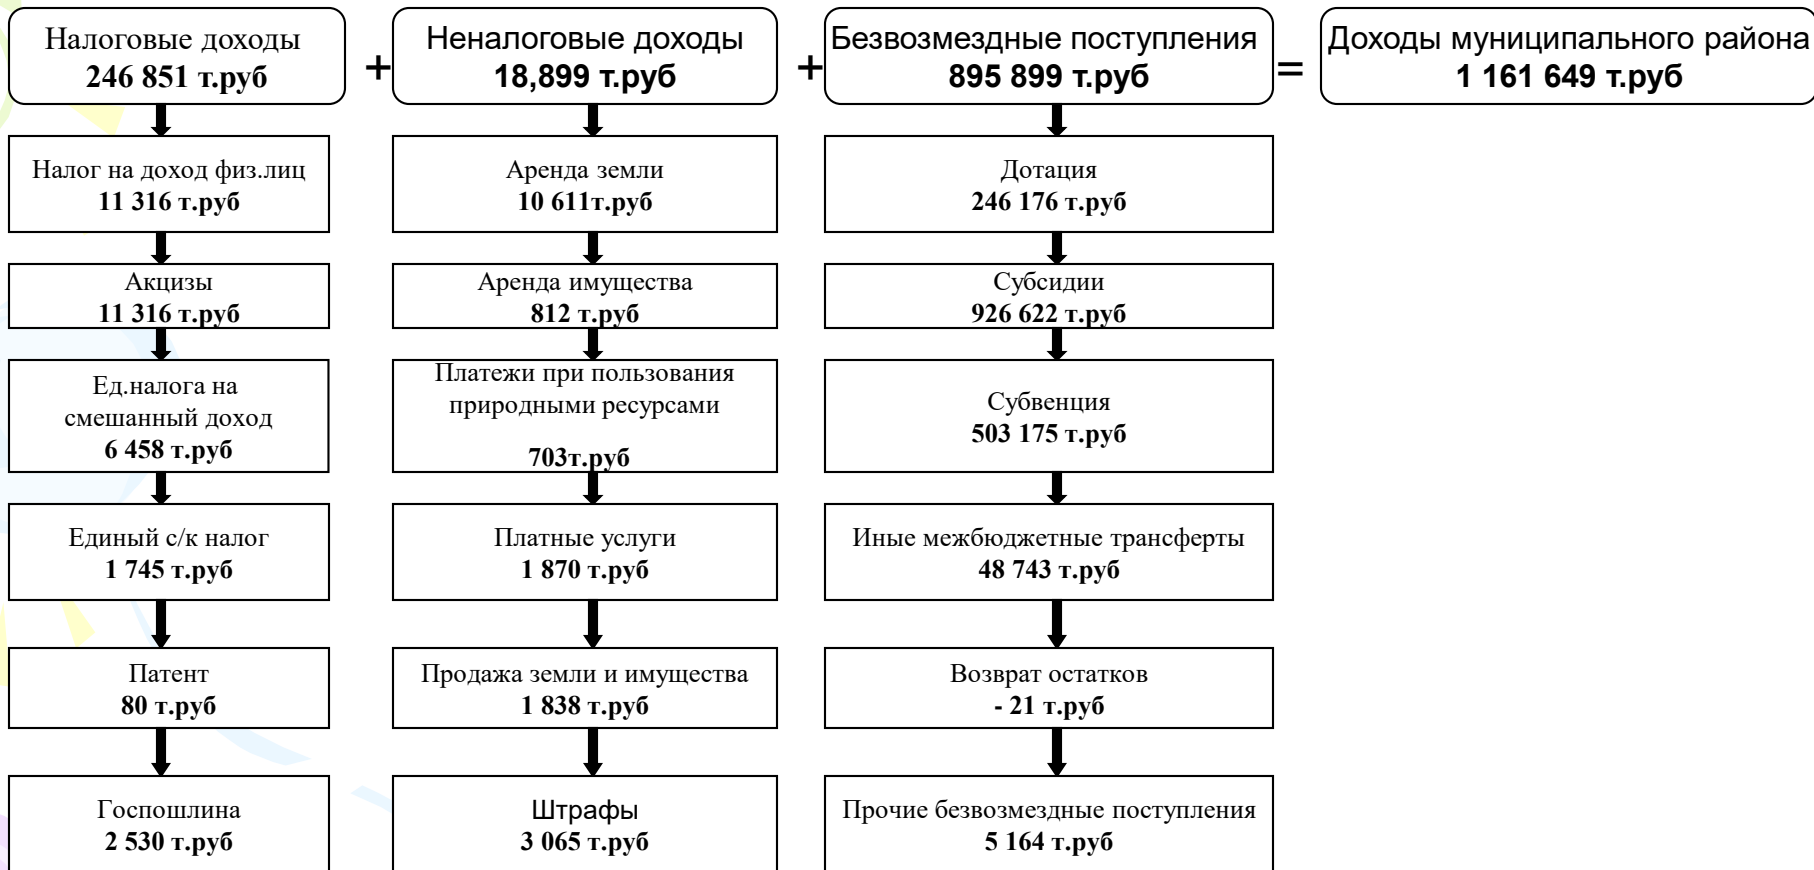 Налоговые доходы
246 851 т.руб
+
Неналоговые доходы
18,899 т.руб
+
Безвозмездные поступления
895 899 т.руб
=
Доходы муниципального района
1 161 649 т.руб
Налог на доход физ.лиц
11 316 т.руб
Аренда земли
10 611т.руб
Дотация
246 176 т.руб
Акцизы
11 316 т.руб
Аренда имущества
812 т.руб
Субсидии
926 622 т.руб
Ед.налога на
смешанный доход
6 458 т.руб
Платежи при пользования
природными ресурсами
703т.руб
Субвенция
503 175 т.руб
Единый с/к налог
1 745 т.руб
Платные услуги
1 870 т.руб
Иные межбюджетные трансферты
48 743 т.руб
Патент
80 т.руб
Продажа земли и имущества
1 838 т.руб
Возврат остатков
- 21 т.руб
Госпошлина
2 530 т.руб
Штрафы
3 065 т.руб
Прочие безвозмездные поступления
5 164 т.руб